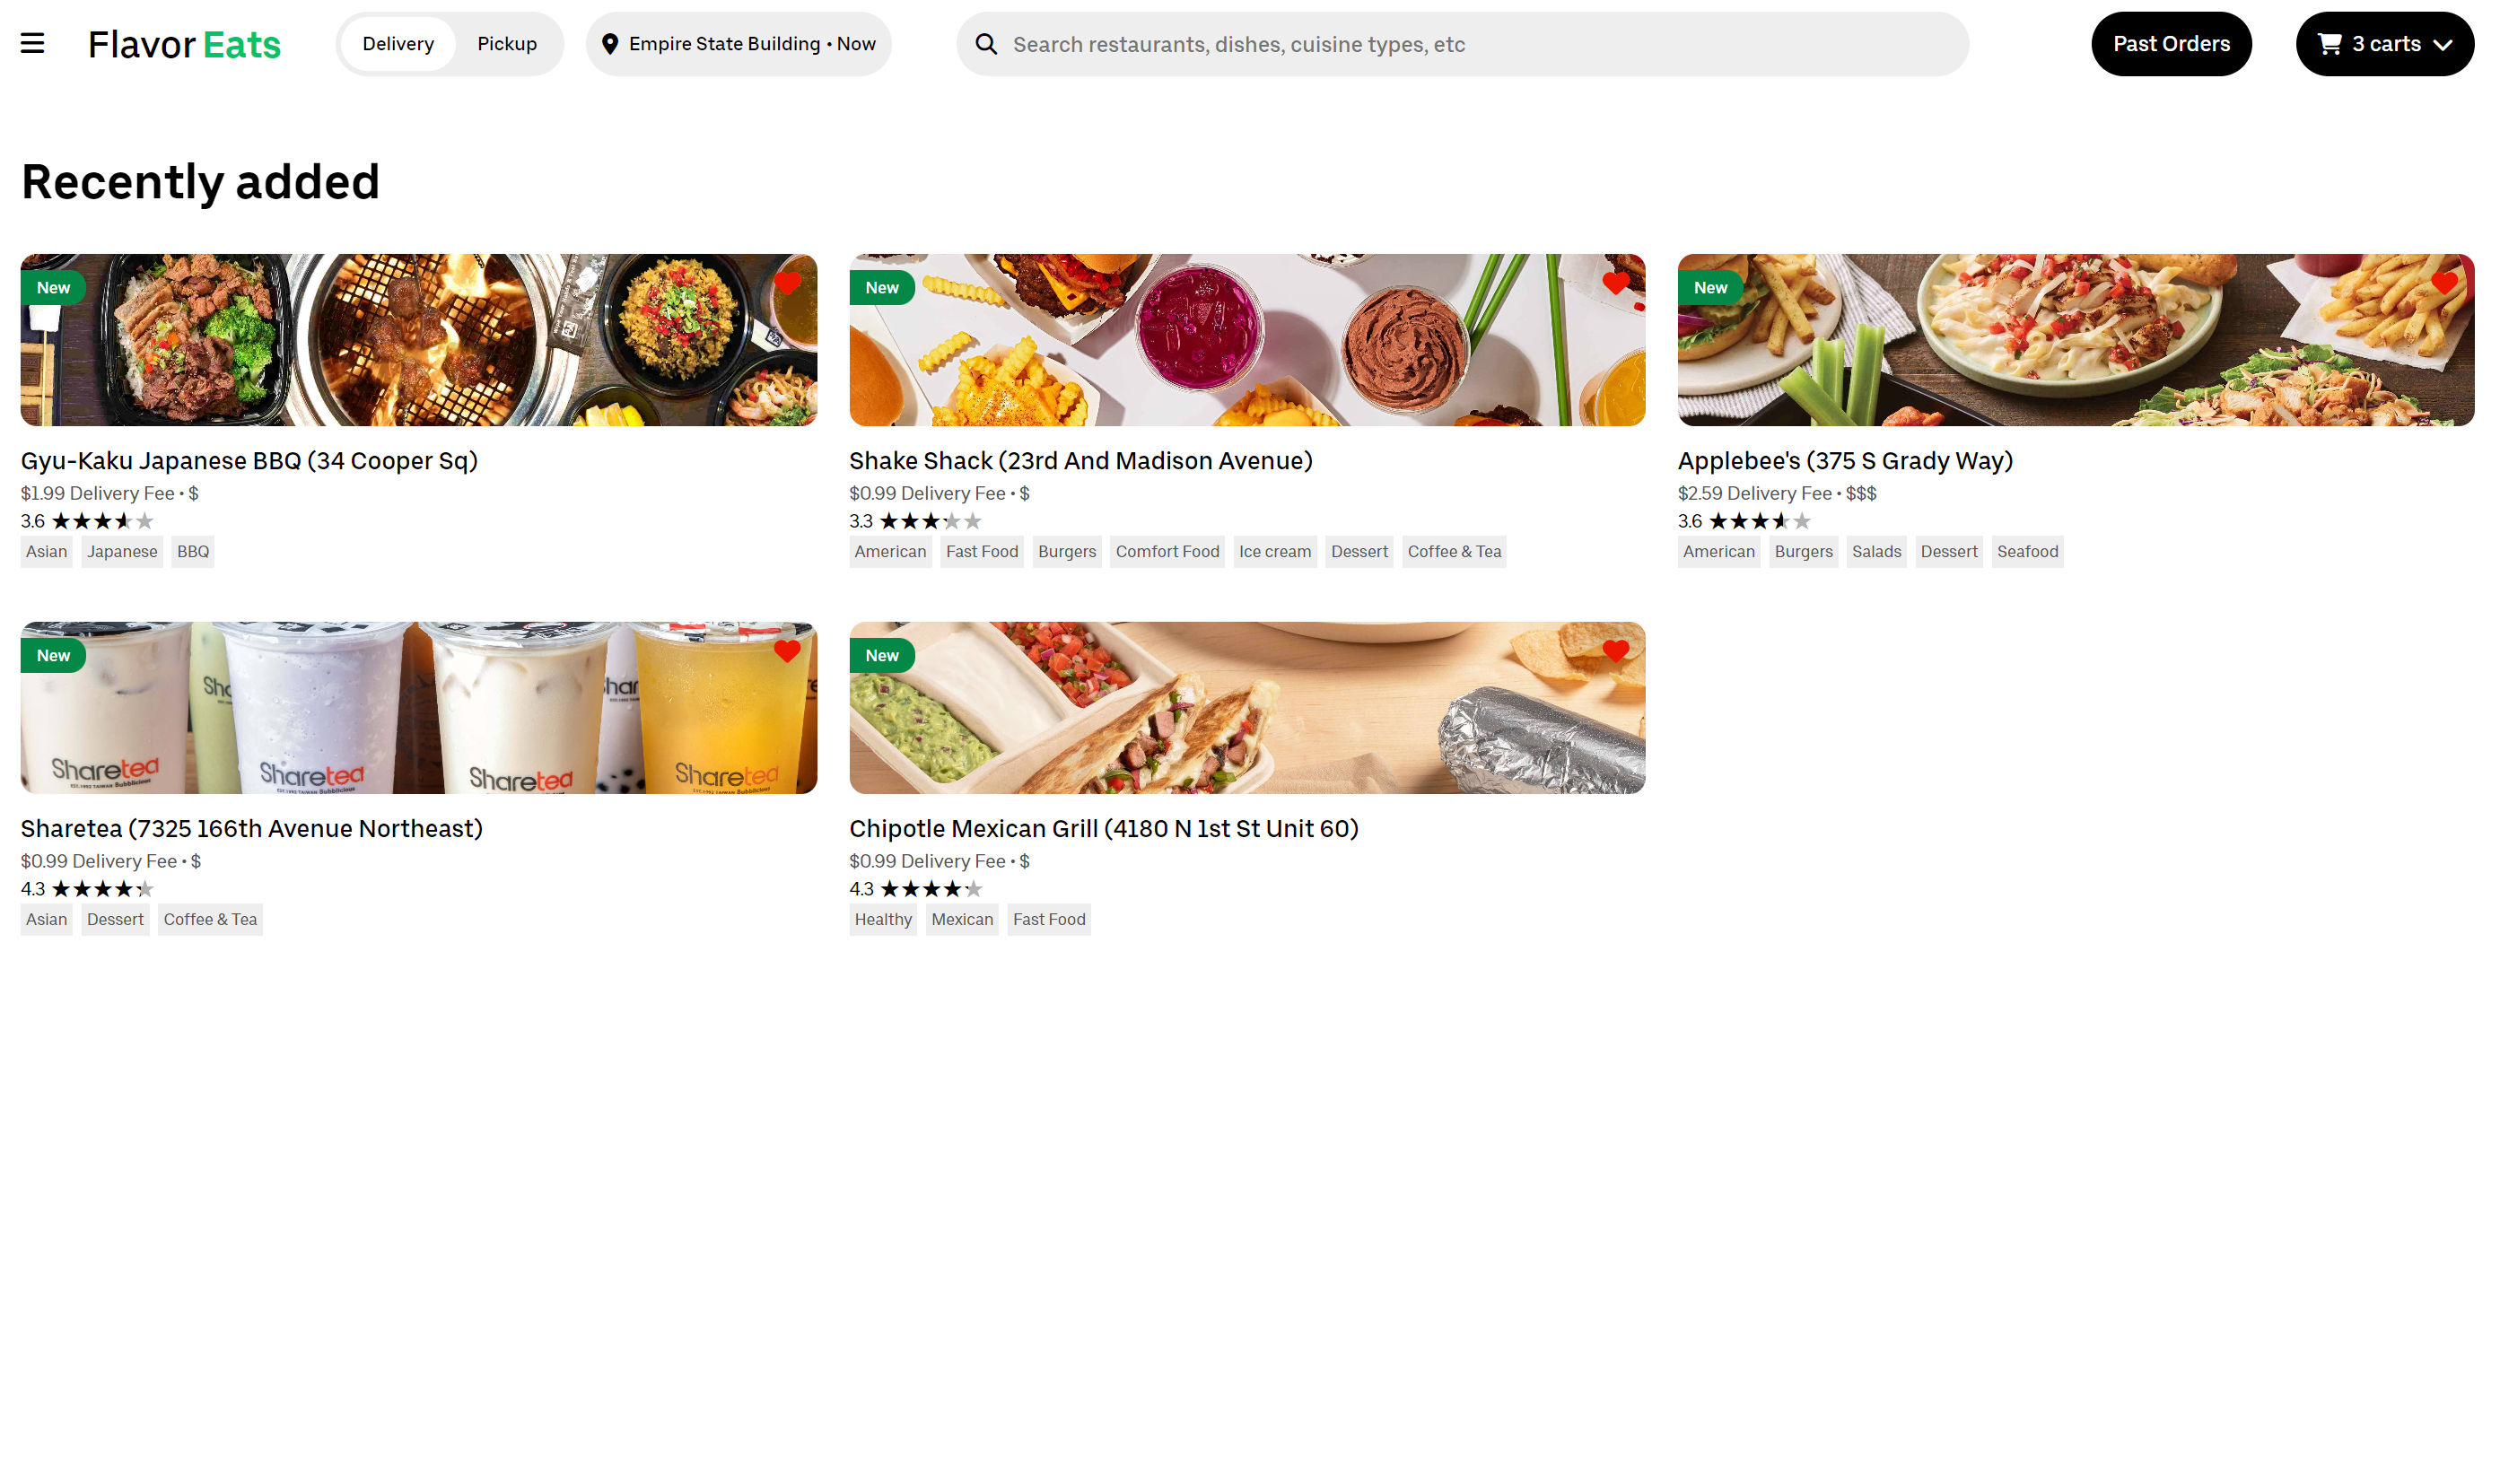 Flavor Eats
Delivery
Pickup
Empire State Building • Now
Search restaurants, dishes, cuisine types, etc
Past Orders
3 carts
Recently added
New
New
New
Gyu-Kaku Japanese BBQ (34 Cooper Sq)
$1.99 Delivery Fee • $
3.6
Asian
Japanese
BBQ
Shake Shack (23rd And Madison Avenue)
$0.99 Delivery Fee • $
3.3
American
Fast Food
Burgers
Comfort Food
Ice cream
Dessert
Coffee & Tea
Applebee's (375 S Grady Way)
$2.59 Delivery Fee • $$$
3.6
American
Burgers
Salads
Dessert
Seafood
New
Sharetea
Sharetea
Sharetea
Sharetea
New
Sharetea (7325 166th Avenue Northeast)
$0.99 Delivery Fee • $
4.3
Asian
Dessert
Coffee & Tea
Chipotle Mexican Grill (4180 N 1st St Unit 60)
$0.99 Delivery Fee • $
4.3
Healthy
Mexican
Fast Food